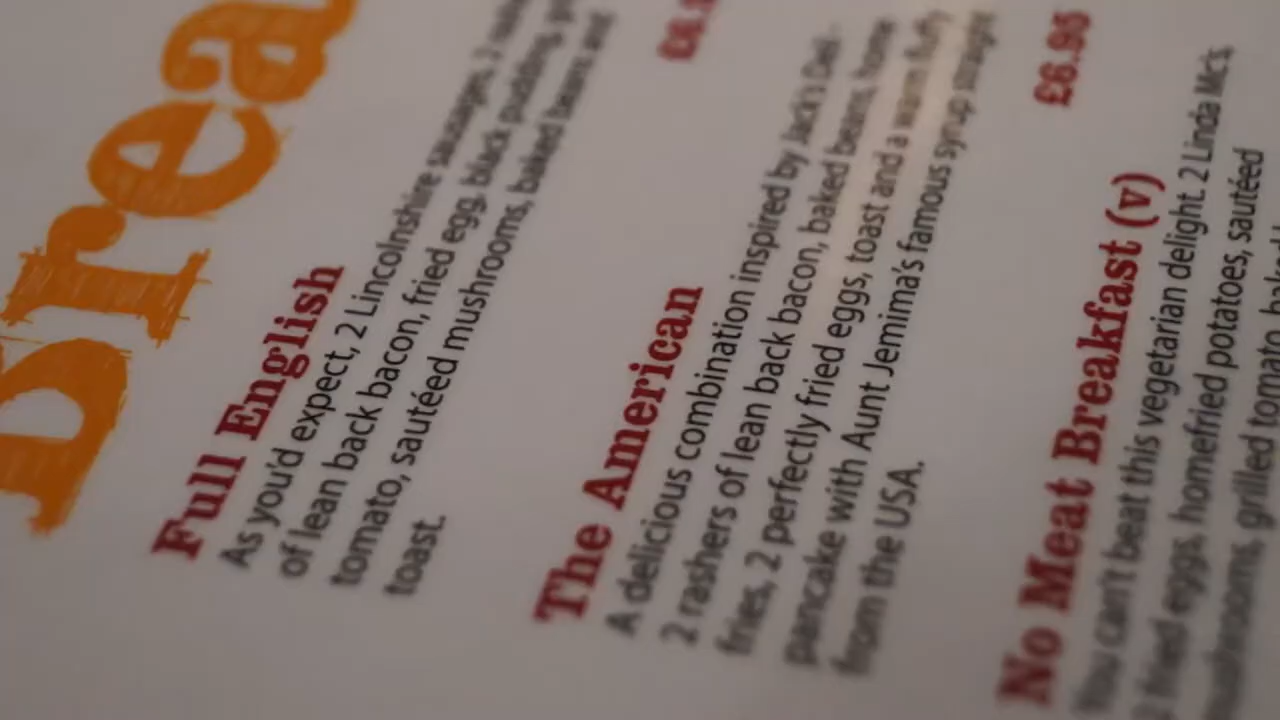 Brea
Full English
As you'd expect, 2 Lincolnshire sausages, 2
of lean back bacon, fried egg, black pudding,
tomato, sautéed mushrooms, baked beans and
toast.
The American
A delicious combination inspired by Jack's Del-
2 rashers of lean back bacon, baked beans, home
fries, 2 perfectly fried eggs, toast and a warm fluffy
pancake with Aunt Jemima's famous syrup straight
from the USA.
£6.95
No Meat Breakfast (v)
You can't beat this vegetarian delight. 2 Linda Mc's,
2 fried eggs, homefried potatoes, sautéed
mushrooms, grilled tomato,